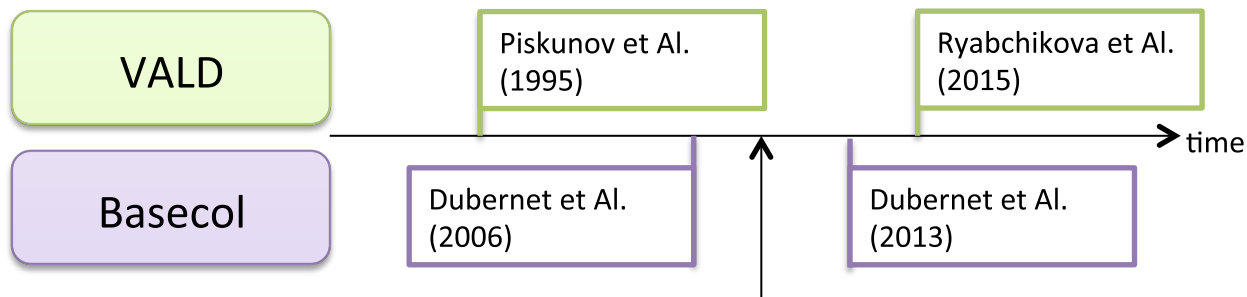 VALD
Piskunov et Al.
(1995)
Ryabchikova et Al.
(2015)
time
Basecol
Dubernet et Al.
(2006)
Dubernet et Al.
(2013)